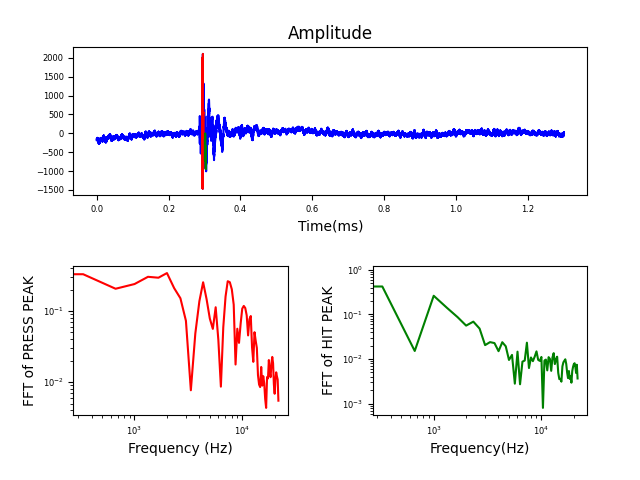 Amplitude
2000
1500
1000
500
0
−500
−1000
−1500
0.0 0.2 0.4 0.6 0.8 1.0 1.2
Time(ms)
FFT of PRESS PEAK
10⁻¹
10⁻²
10³ 10⁴
Frequency (Hz)
FFT of HIT PEAK
10⁰
10⁻¹
10⁻²
10⁻³
10³ 10⁴
Frequency(Hz)